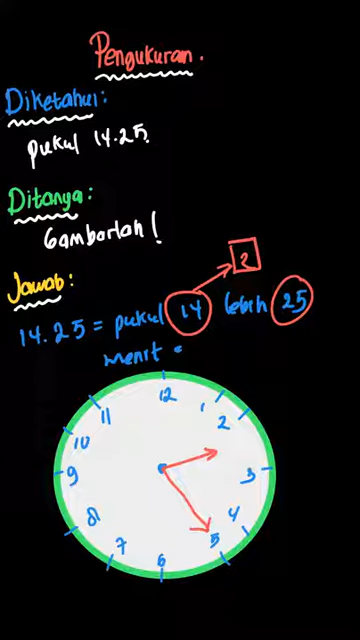 Pengukuran.
Diketahui:
pukul 14.25.
Ditanya:
Gambarlah!
Jawab:
2
14.25 = pukul 14 lebih 25
menit =
12
11
1
10
2
9
3
8
4
7
5
6